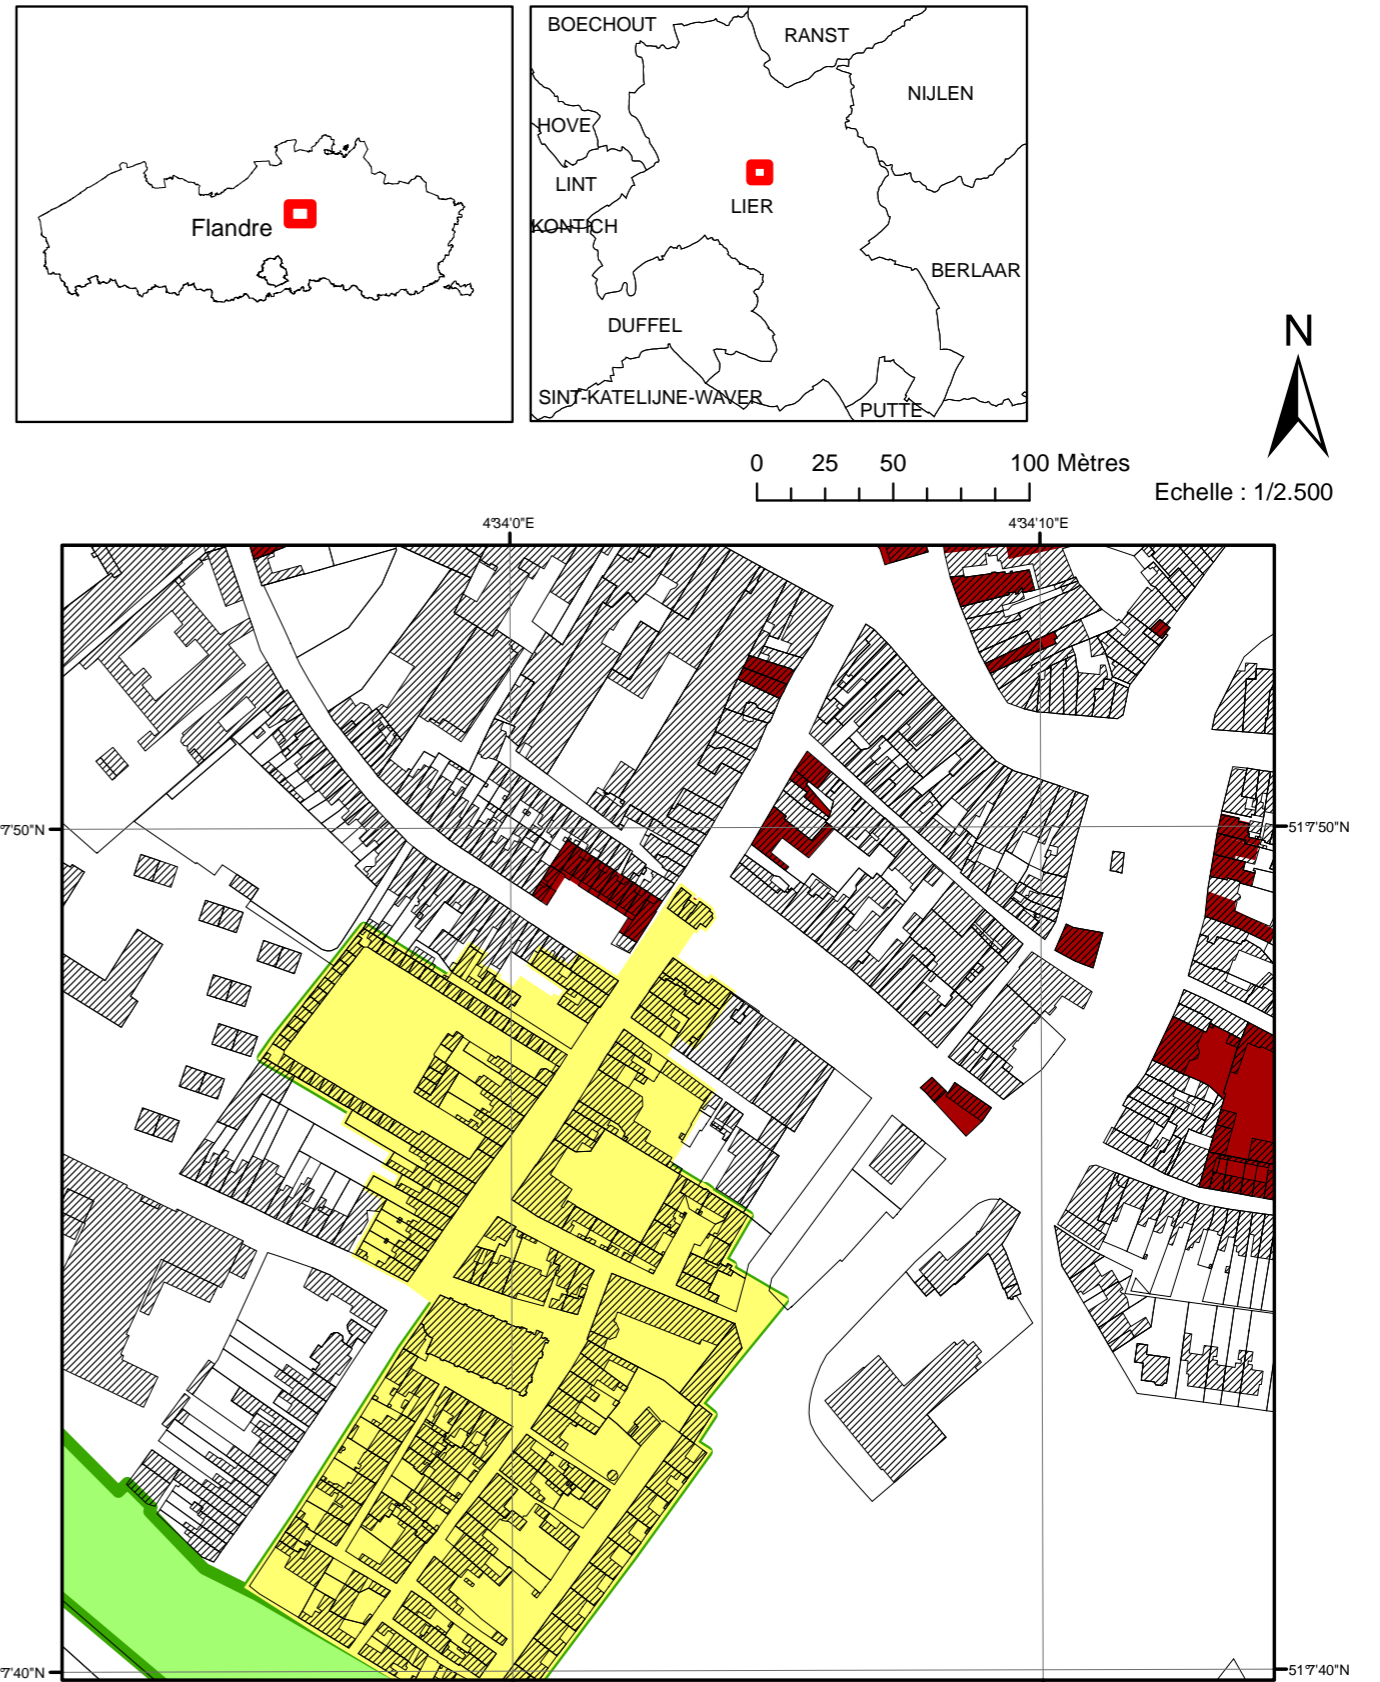 Flandre
BOECHOUT
RANST
NIJLEN
HOVE
LINT
KONTICH
LIER
BERLAAR
DUFFEL
SINT-KATELIJNE-WAVER
PUTTE
N
0 25 50 100 Mètres
Echelle : 1/2.500
4°34'0"E 4°34'10"E
7'50"N 51°7'50"N
7'40"N 51°7'40"N